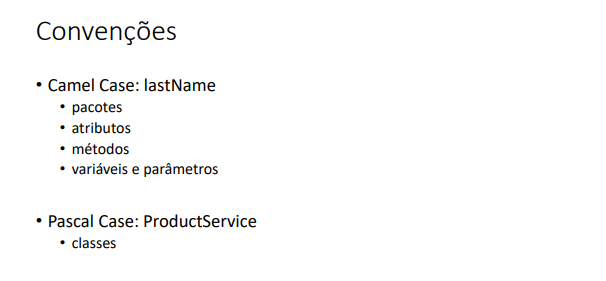 Convenções
• Camel Case: lastName
• pacotes
• atributos
• métodos
• variáveis e parâmetros
• Pascal Case: ProductService
• classes